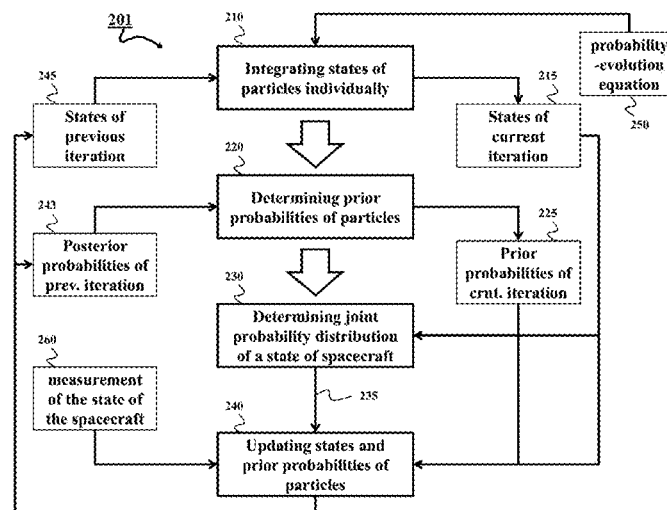 201
210
Integrating states of
particles individually
probability
-evolution
equation
250
245
States of
previous
iteration
215
States of
current
iteration
220
Determining prior
probabilities of particles
243
Posterior
probabilities of
prev. iteration
225
Prior
probabilities of
crnt. iteration
230
Determining joint
probability distribution
of a state of spacecraft
235
260
measurement
of the state of
the spacecraft
240
Updating states and
prior probabilities of
particles